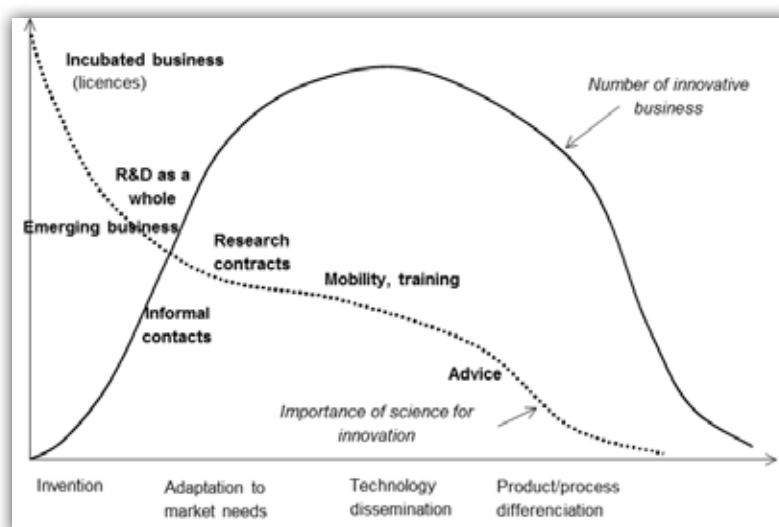 Incubated business
(licences)
Number of innovative
business
R&D as a
whole
Emerging business
Research
contracts
Mobility, training
Informal
contacts
Advice
Importance of science for
innovation
Invention
Adaptation to
market needs
Technology
dissemination
Product/process
differenciation